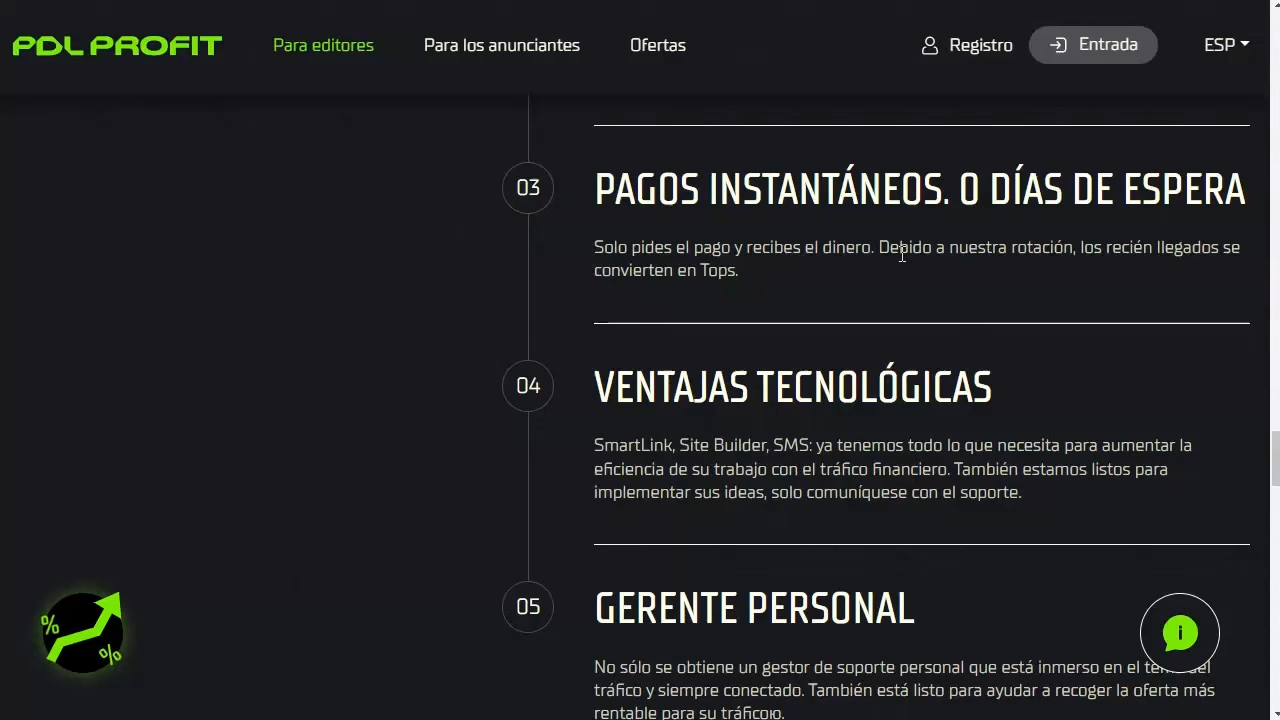 PDL PROFIT
Para editores
Para los anunciantes
Ofertas
Registro
Entrada
ESP
03
PAGOS INSTANTÁNEOS. 0 DÍAS DE ESPERA
Solo pides el pago y recibes el dinero. Debido a nuestra rotación, los recién llegados se
convierten en Tops.
04
VENTAJAS TECNOLÓGICAS
SmartLink, Site Builder, SMS: ya tenemos todo lo que necesita para aumentar la
eficiencia de su trabajo con el tráfico financiero. También estamos listos para
implementar sus ideas, solo comuníquese con el soporte.
05
GERENTE PERSONAL
No sólo se obtiene un gestor de soporte personal que está inmerso en el
tráfico y siempre conectado. También está listo para ayudar a recoger la oferta más
rentable para su
%
%
i